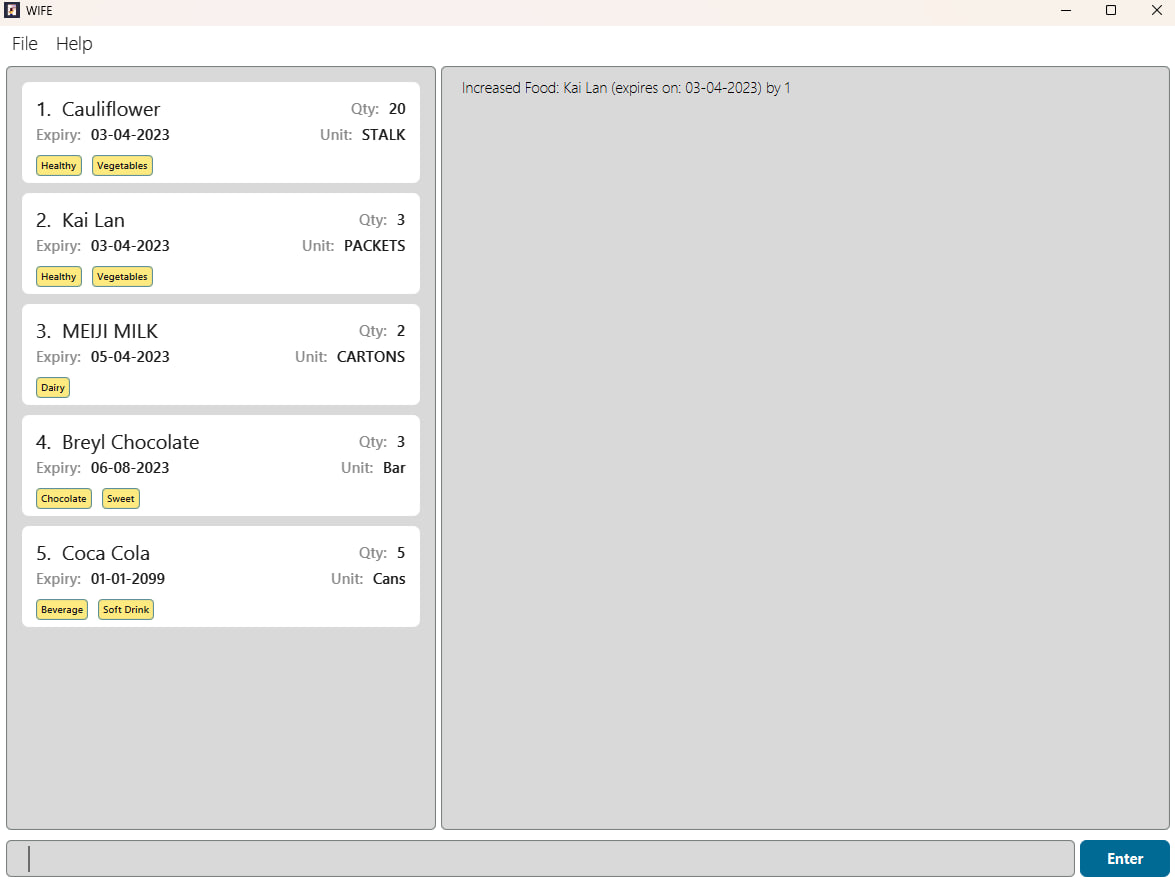 WIFE
File Help
1. Cauliflower Qty: 20
Expiry: 03-04-2023 Unit: STALK
Healthy Vegetables
2. Kai Lan Qty: 3
Expiry: 03-04-2023 Unit: PACKETS
Healthy Vegetables
3. MEIJI MILK Qty: 2
Expiry: 05-04-2023 Unit: CARTONS
Dairy
4. Breyl Chocolate Qty: 3
Expiry: 06-08-2023 Unit: Bar
Chocolate Sweet
5. Coca Cola Qty: 5
Expiry: 01-01-2099 Unit: Cans
Beverage Soft Drink
Increased Food: Kai Lan (expires on: 03-04-2023) by 1
Enter